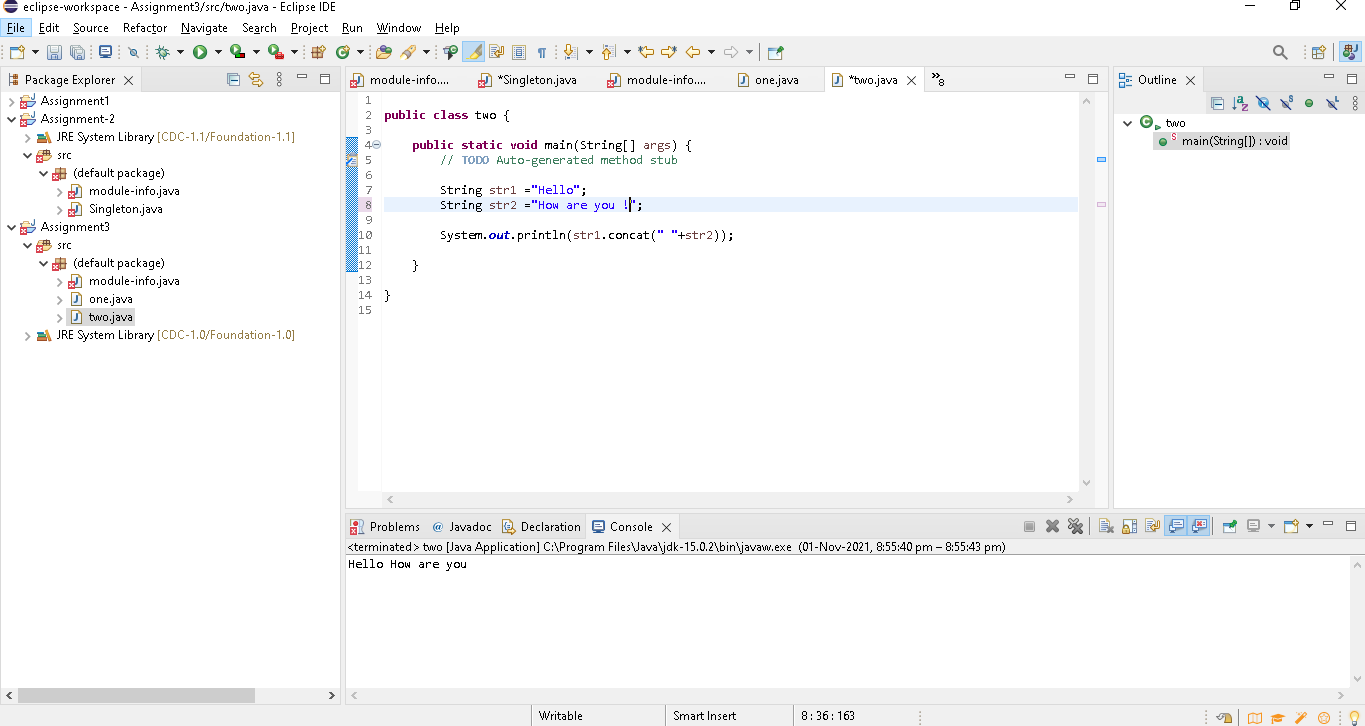 eclipse-workspace - Assignment3/src/two.java - Eclipse IDE
File Edit Source Refactor Navigate Search Project Run Window Help
Package Explorer
Assignment1
Assignment-2
JRE System Library [CDC-1.1/Foundation-1.1]
src
(default package)
module-info.java
Singleton.java
Assignment3
src
(default package)
module-info.java
one.java
two.java
JRE System Library [CDC-1.0/Foundation-1.0]
module-info.... *Singleton.java module-info.... one.java *two.java »8
1
2 public class two {
3
4 public static void main(String[] args) {
5 // TODO Auto-generated method stub
6
7 String str1 ="Hello";
8 String str2 ="How are you !";
9
10 System.out.println(str1.concat(" "+str2));
11
12 }
13
14 }
15
Outline
two
main(String[]) : void
Problems @ Javadoc Declaration Console
<terminated> two [Java Application] C:\Program Files\Java\jdk-15.0.2\bin\javaw.exe (01-Nov-2021, 8:55:40 pm – 8:55:43 pm)
Hello How are you
Writable Smart Insert 8 : 36 : 163